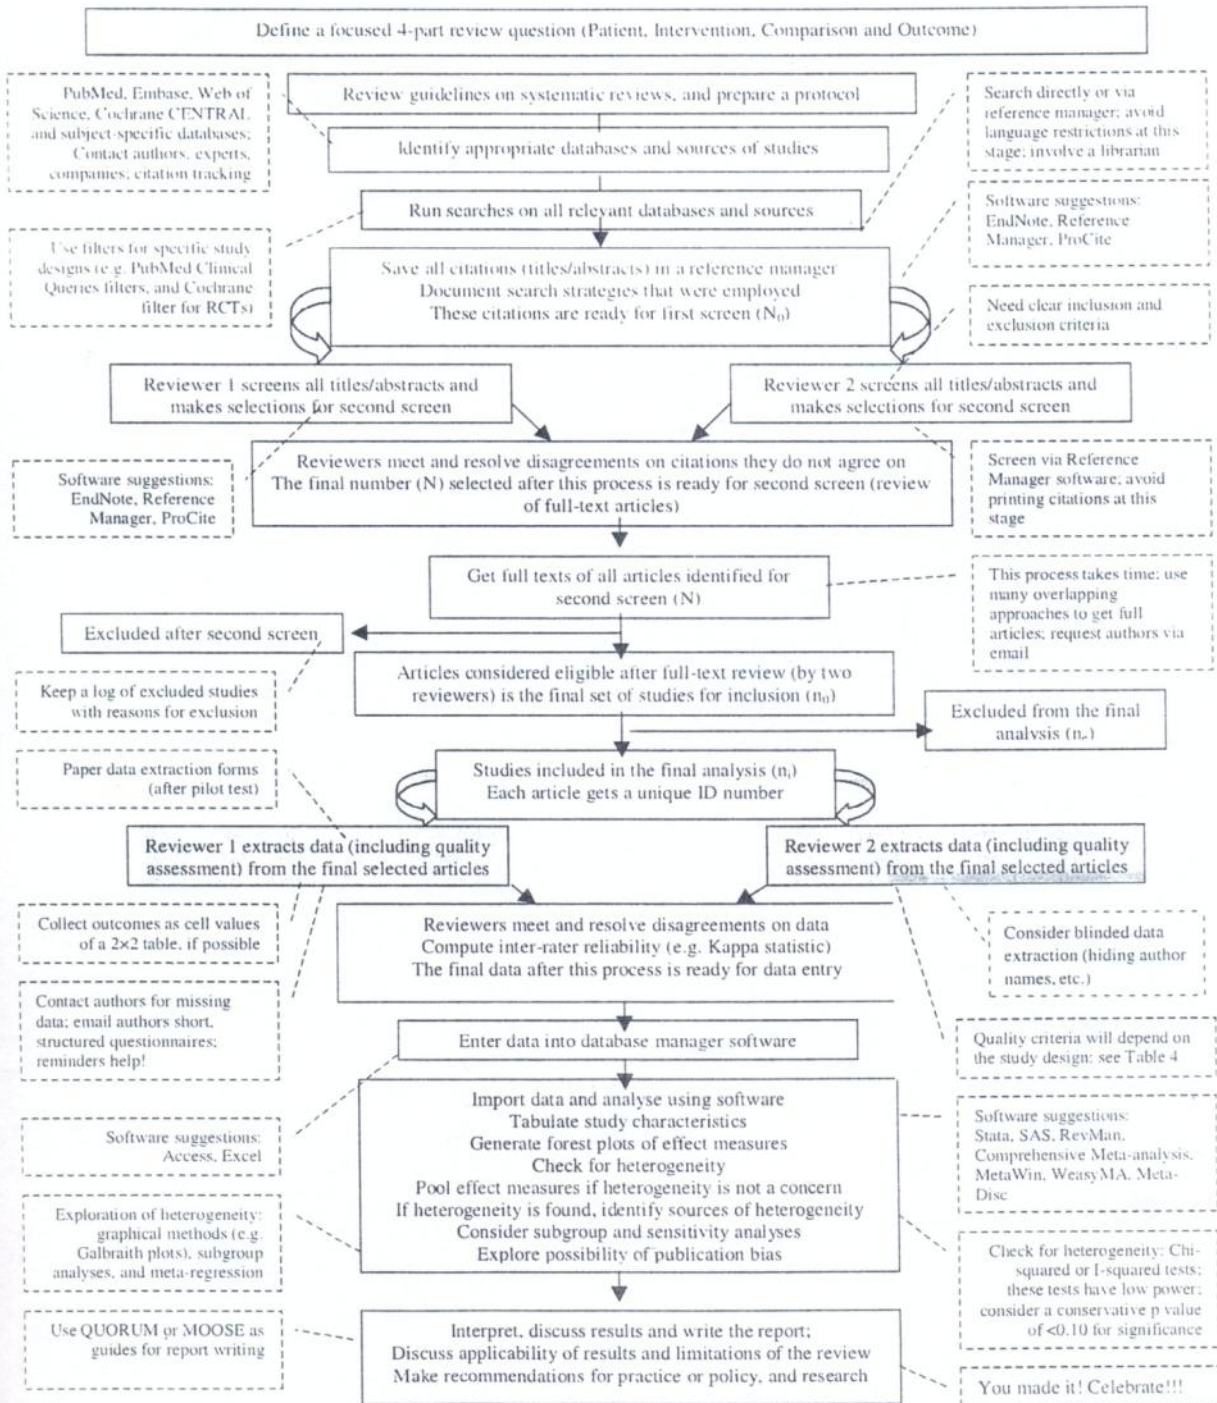 Define a focused 4-part review question (Patient, Intervention, Comparison and Outcome)
PubMed, Embase, Web of
Science, Cochrane CENTRAL
and subject-specific databases;
Contact authors, experts,
companies; citation tracking
Review guidelines on systematic reviews, and prepare a protocol
Search directly or via
reference manager; avoid
language restrictions at this
stage; involve a librarian
Identify appropriate databases and sources of studies
Run searches on all relevant databases and sources
Software suggestions:
EndNote, Reference
Manager, ProCite
Use filters for specific study
designs (e.g. PubMed Clinical
Queries filters, and Cochrane
filter for RCTs)
Save all citations (titles/abstracts) in a reference manager
Document search strategies that were employed
These citations are ready for first screen (N₀)
Need clear inclusion and
exclusion criteria
Reviewer 1 screens all titles/abstracts and
makes selections for second screen
Reviewer 2 screens all titles/abstracts and
makes selections for second screen
Software suggestions:
EndNote, Reference
Manager, ProCite
Reviewers meet and resolve disagreements on citations they do not agree on
The final number (N) selected after this process is ready for second screen (review
of full-text articles)
Screen via Reference
Manager software; avoid
printing citations at this
stage
Get full texts of all articles identified for
second screen (N)
This process takes time; use
many overlapping
approaches to get full
articles; request authors via
email
Excluded after second screen
Keep a log of excluded studies
with reasons for exclusion
Articles considered eligible after full-text review (by two
reviewers) is the final set of studies for inclusion (n₀)
Excluded from the final
analysis (nₑ)
Paper data extraction forms
(after pilot test)
Studies included in the final analysis (nᵢ)
Each article gets a unique ID number
Reviewer 1 extracts data (including quality
assessment) from the final selected articles
Reviewer 2 extracts data (including quality
assessment) from the final selected articles
Collect outcomes as cell values
of a 2×2 table, if possible
Reviewers meet and resolve disagreements on data
Compute inter-rater reliability (e.g. Kappa statistic)
The final data after this process is ready for data entry
Consider blinded data
extraction (hiding author
names, etc.)
Contact authors for missing
data; email authors short,
structured questionnaires;
reminders help!
Enter data into database manager software
Quality criteria will depend on
the study design: see Table 4
Software suggestions:
Access, Excel
Import data and analyse using software
Tabulate study characteristics
Generate forest plots of effect measures
Check for heterogeneity
Pool effect measures if heterogeneity is not a concern
If heterogeneity is found, identify sources of heterogeneity
Consider subgroup and sensitivity analyses
Explore possibility of publication bias
Software suggestions:
Stata, SAS, RevMan,
Comprehensive Meta-analysis,
MetaWin, WeasyMA, Meta-
Disc
Exploration of heterogeneity:
graphical methods (e.g.
Galbraith plots), subgroup
analyses, and meta-regression
Check for heterogeneity: Chi-
squared or I-squared tests;
these tests have low power;
consider a conservative p value
of <0.10 for significance
Use QUORUM or MOOSE as
guides for report writing
Interpret, discuss results and write the report;
Discuss applicability of results and limitations of the review
Make recommendations for practice or policy, and research
You made it! Celebrate!!!